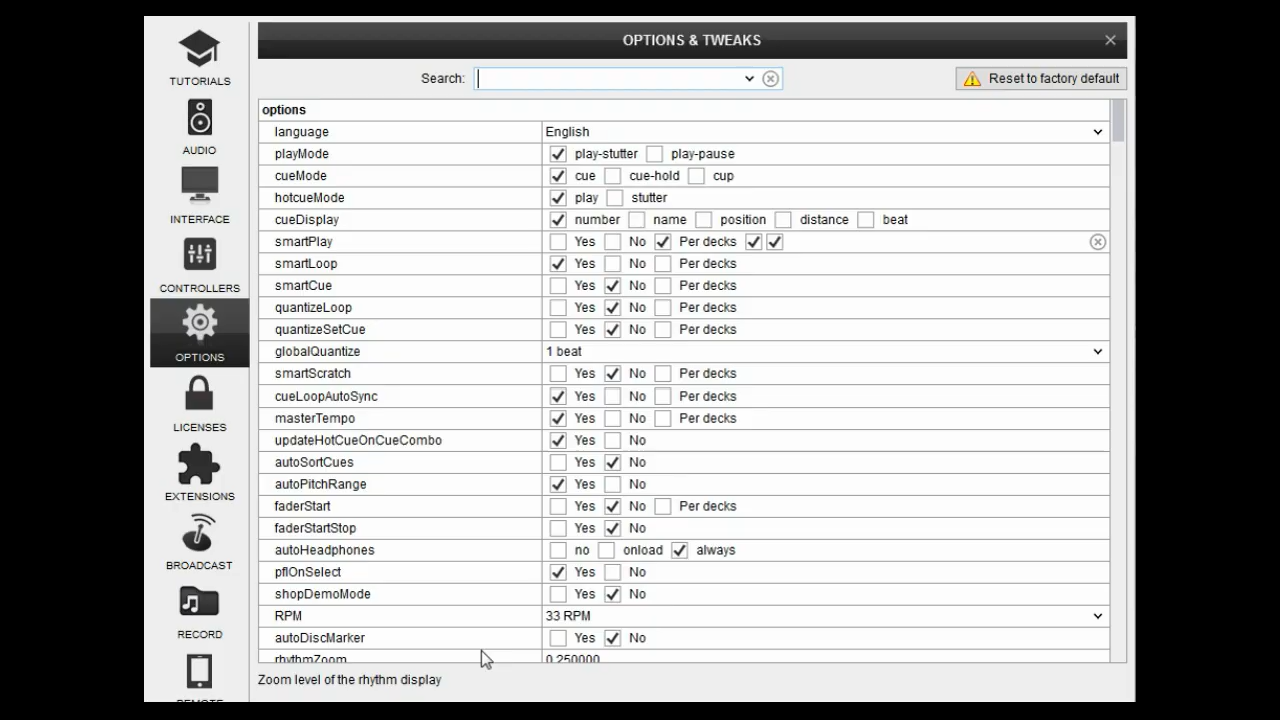 OPTIONS & TWEAKS
TUTORIALS
AUDIO
INTERFACE
CONTROLLERS
OPTIONS
LICENSES
EXTENSIONS
BROADCAST
RECORD
REMOTE
Search:
Reset to factory default
options
language English
playMode play-stutter play-pause
cueMode cue cue-hold cup
hotcueMode play stutter
cueDisplay number name position distance beat
smartPlay Yes No Per decks
smartLoop Yes No Per decks
smartCue Yes No Per decks
quantizeLoop Yes No Per decks
quantizeSetCue Yes No Per decks
globalQuantize 1 beat
smartScratch Yes No Per decks
cueLoopAutoSync Yes No Per decks
masterTempo Yes No Per decks
updateHotCueOnCueCombo Yes No
autoSortCues Yes No
autoPitchRange Yes No
faderStart Yes No Per decks
faderStartStop Yes No
autoHeadphones no onload always
pflOnSelect Yes No
shopDemoMode Yes No
RPM 33 RPM
autoDiscMarker Yes No
rhythmZoom 0.250000
Zoom level of the rhythm display